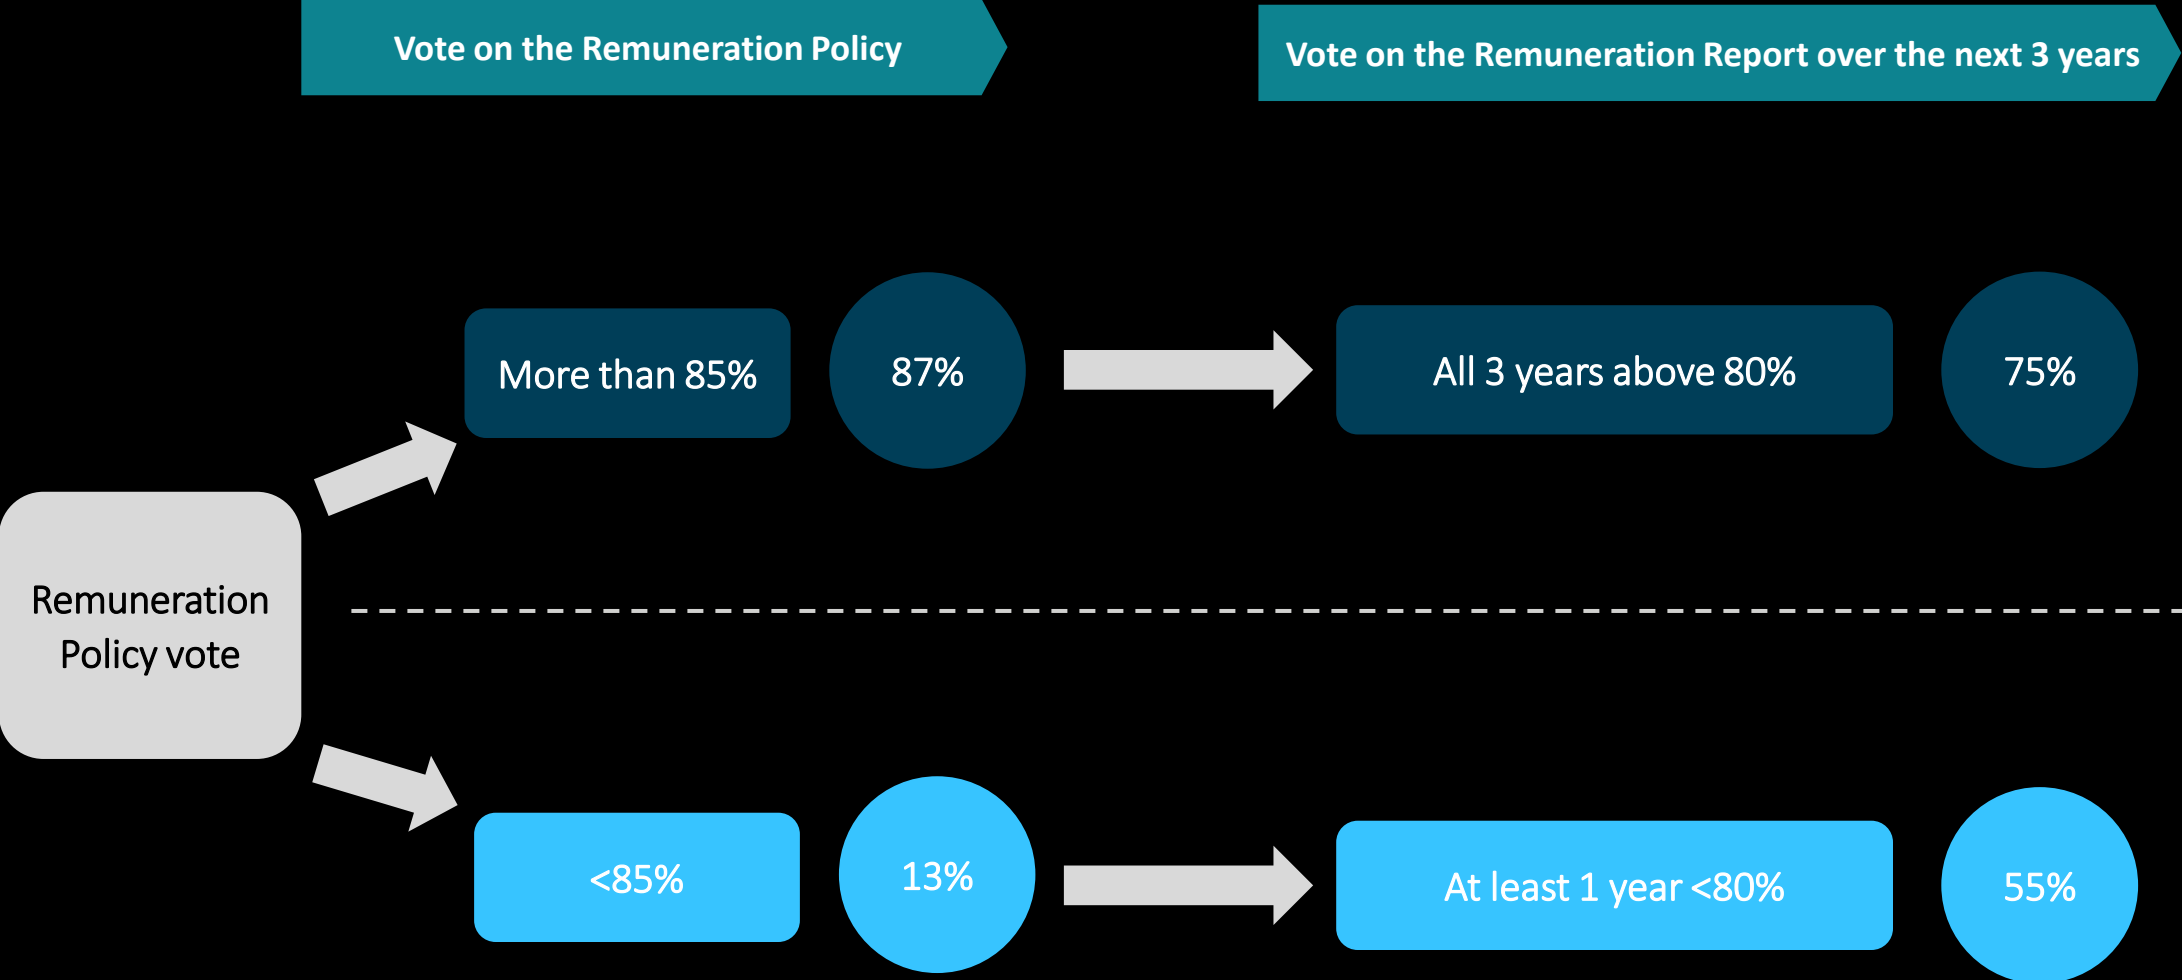 Vote on the Remuneration Policy
Vote on the Remuneration Report over the next 3 years
More than 85%
87%
All 3 years above 80%
75%
Remuneration
Policy vote
<85%
13%
At least 1 year <80%
55%